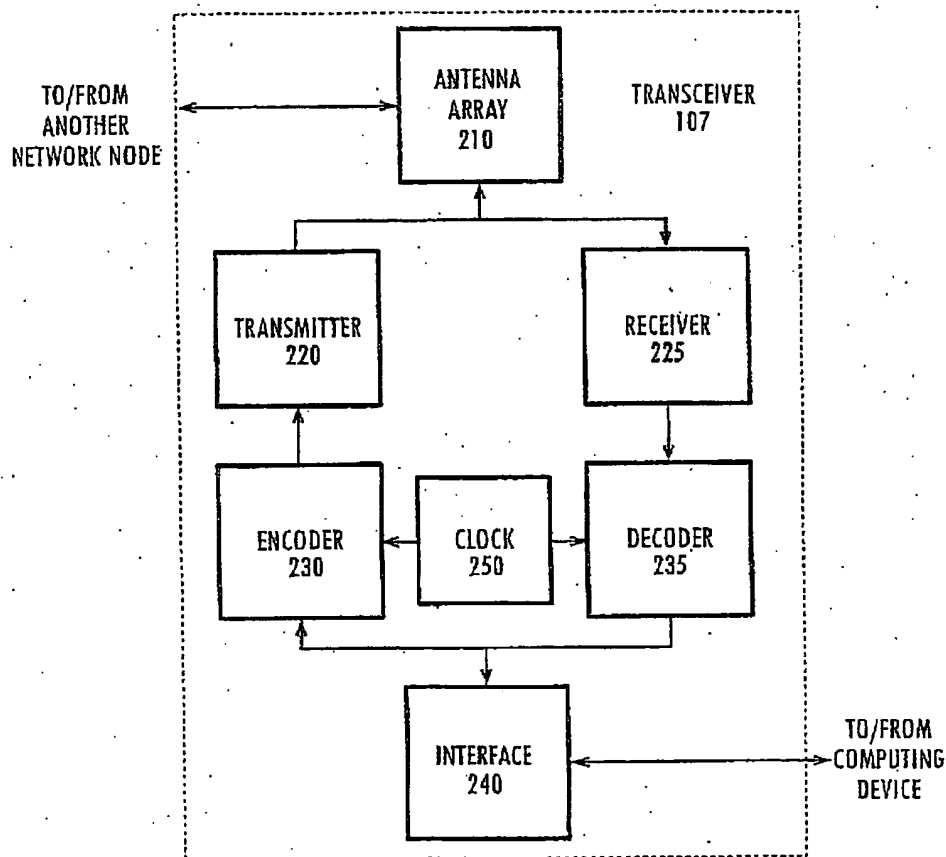 ANTENNA
ARRAY
210
TRANSCEIVER
107
TO/FROM
ANOTHER
NETWORK NODE
TRANSMITTER
220
RECEIVER
225
ENCODER
230
CLOCK
250
DECODER
235
INTERFACE
240
TO/FROM
COMPUTING
DEVICE